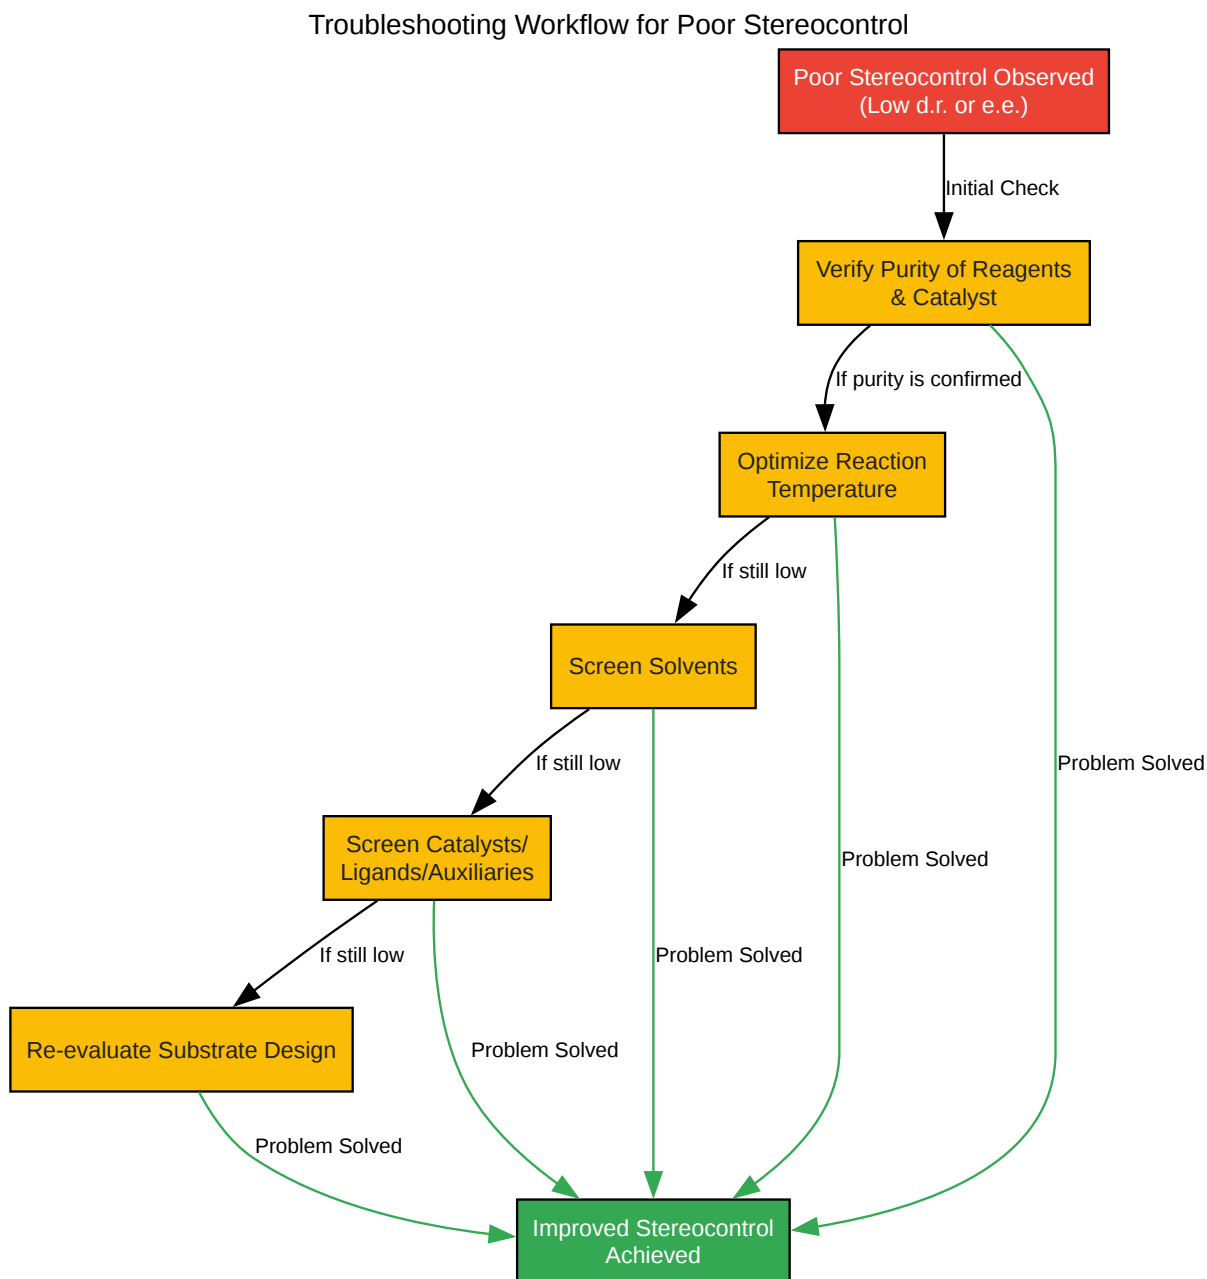 Troubleshooting Workflow for Poor Stereocontrol
Poor Stereocontrol Observed
(Low d.r. or e.e.)
Initial Check
Verify Purity of Reagents
& Catalyst
If purity is confirmed
Optimize Reaction
Temperature
If still low
Screen Solvents
If still low
Problem Solved
Screen Catalysts/
Ligands/Auxiliaries
Problem Solved
If still low
Problem Solved
Re-evaluate Substrate Design
Problem Solved
Problem Solved
Improved Stereocontrol
Achieved